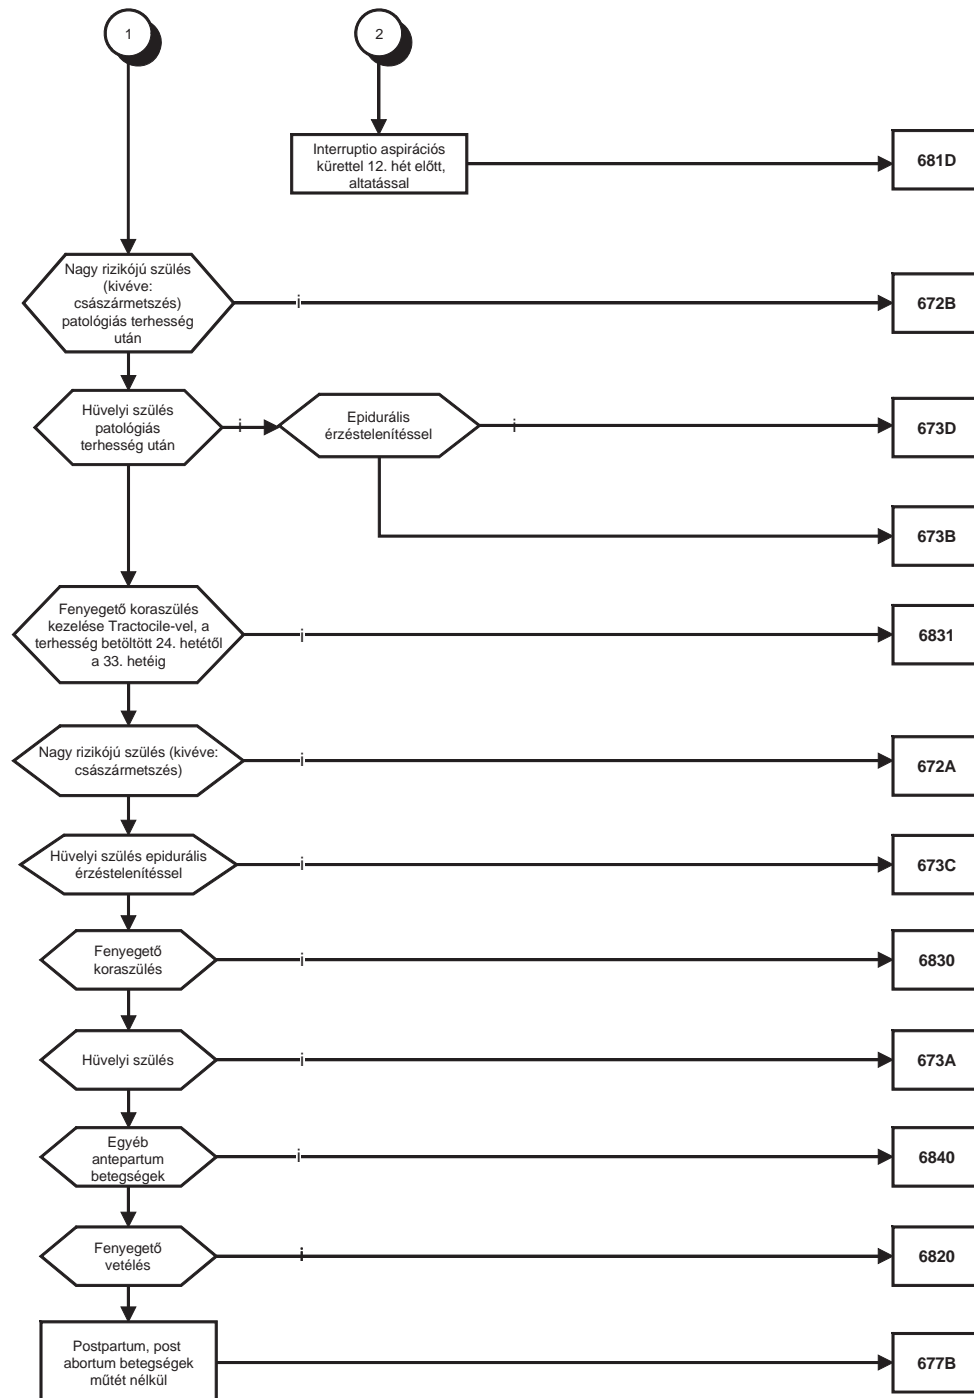 1
2
Interruptio aspirációs
kürettel 12. hét előtt,
altatással
681D
Nagy rizikójú szülés
(kivéve:
császármetszés)
patológiás terhesség
után
i
672B
Hüvelyi szülés
patológiás
terhesség után
i
Epidurális
érzéstelenítéssel
i
673D
673B
Fenyegető koraszülés
kezelése Tractocile-vel, a
terhesség betöltött 24. hetétől
a 33. hetéig
i
6831
Nagy rizikójú szülés (kivéve:
császármetszés)
i
672A
Hüvelyi szülés epidurális
érzéstelenítéssel
i
673C
Fenyegető
koraszülés
i
6830
Hüvelyi szülés
i
673A
Egyéb
antepartum
betegségek
i
6840
Fenyegető
vetélés
i
6820
Postpartum, post
abortum betegségek
műtét nélkül
677B